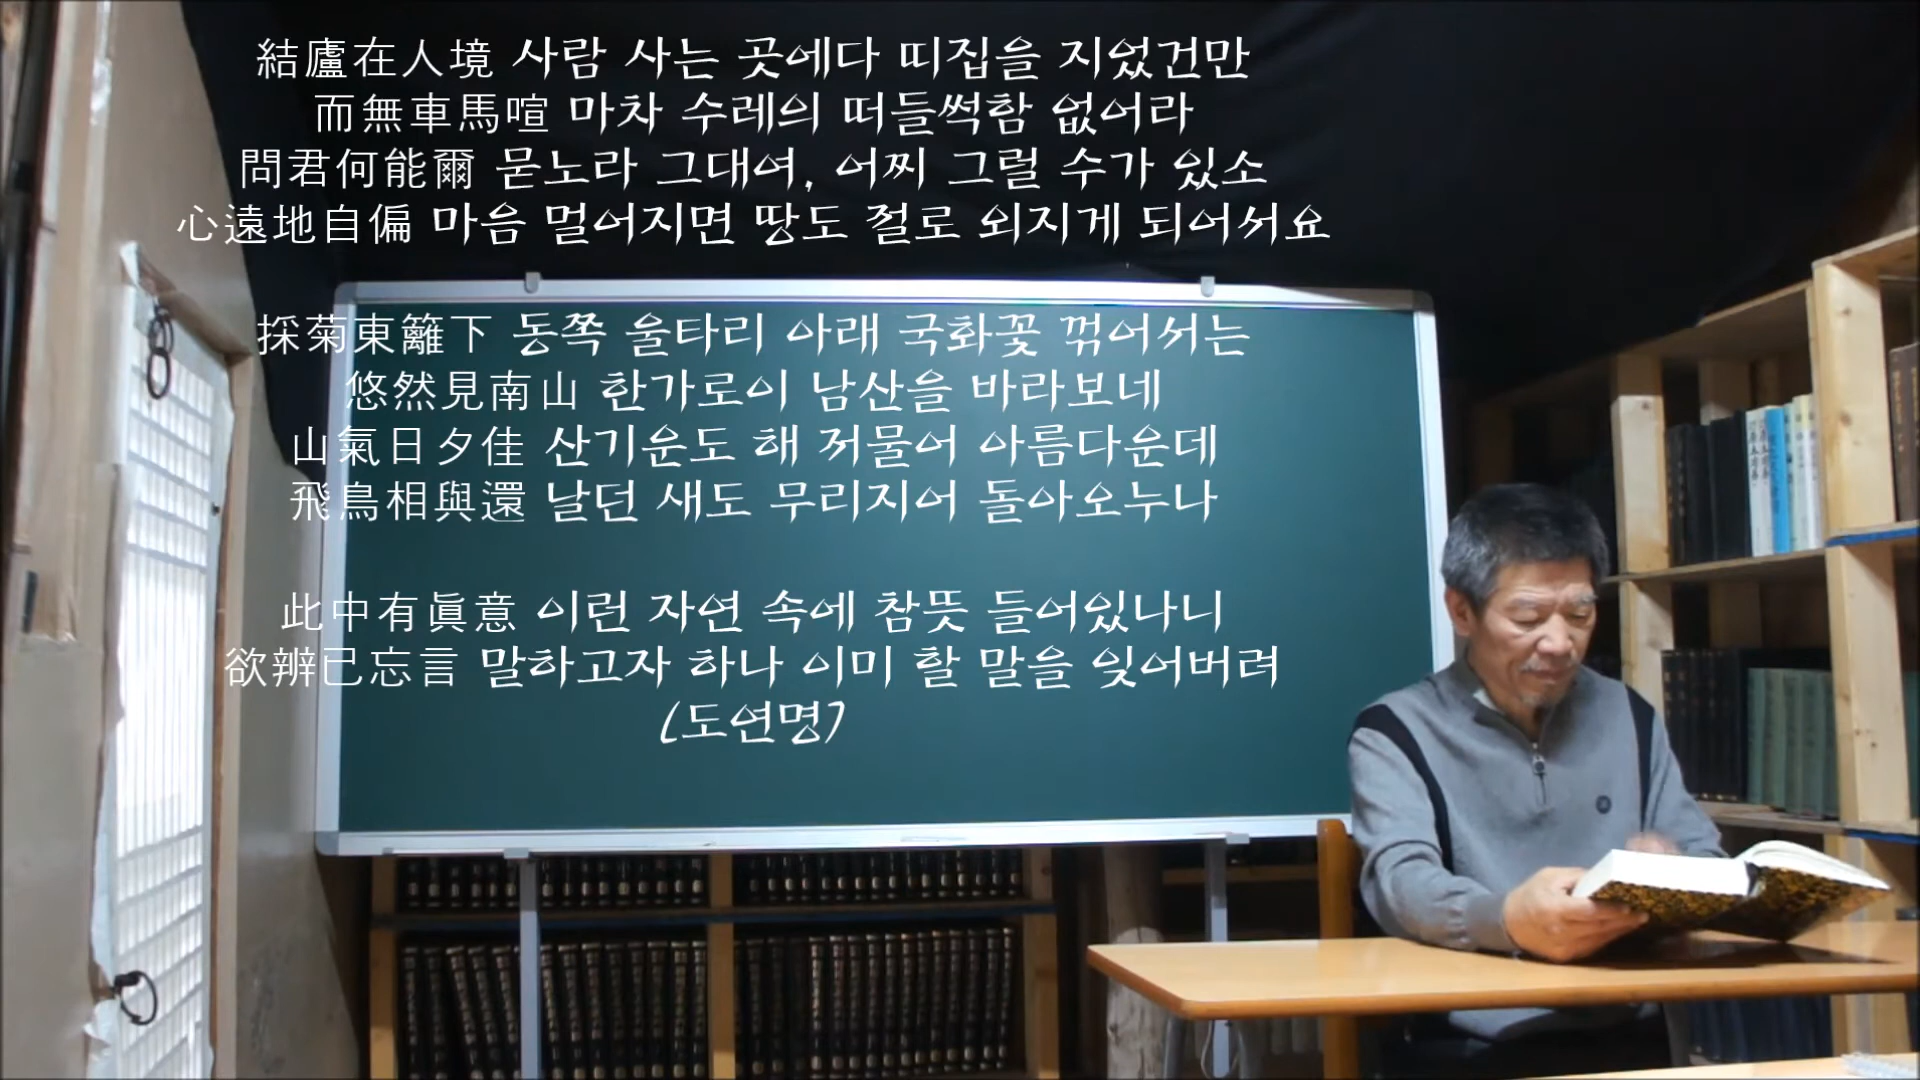 結廬在人境 사람 사는 곳에다 띠집을 지었건만
而無車馬喧 마차 수레의 떠들썩함 없어라
問君何能爾 묻노라 그대여, 어찌 그럴 수가 있소
心遠地自偏 마음 멀어지면 땅도 절로 외지게 되어서요
採菊東籬下 동쪽 울타리 아래 국화꽃 꺾어서는
悠然見南山 한가로이 남산을 바라보네
山氣日夕佳 산기운도 해 저물어 아름다운데
飛鳥相與還 날던 새도 무리지어 돌아오누나
此中有眞意 이런 자연 속에 참뜻 들어있나니
欲辨已忘言 말하고자 하나 이미 할 말을 잊어버려
(도연명)